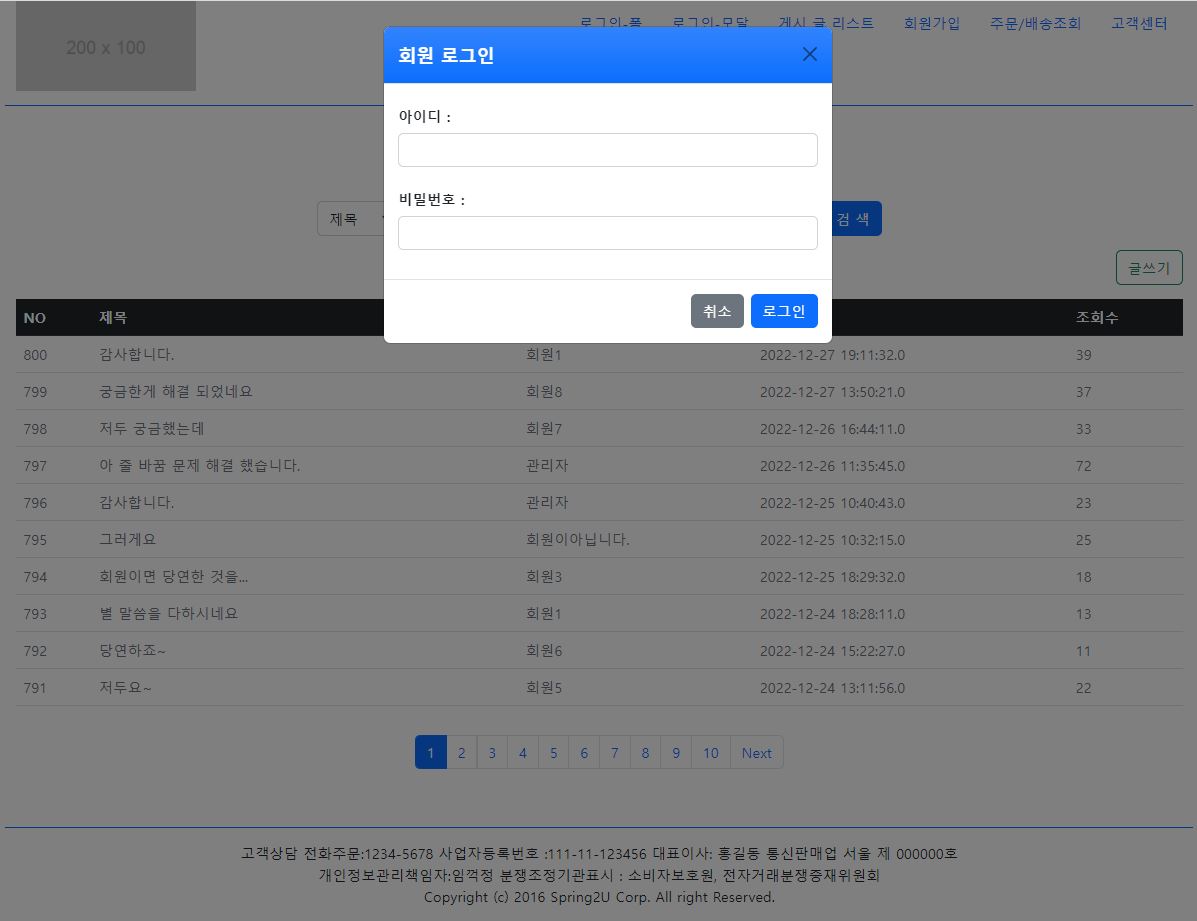 200 x 100
로그인-폼 로그인-모달 게시 글 리스트 회원가입 주문/배송조회 고객센터
회원 로그인
아이디 :
비밀번호 :
제목 검 색
글쓰기
취소 로그인
NO 제목 조회수
800 감사합니다. 회원1 2022-12-27 19:11:32.0 39
799 궁금한게 해결 되었네요 회원8 2022-12-27 13:50:21.0 37
798 저두 궁금했는데 회원7 2022-12-26 16:44:11.0 33
797 아 줄 바꿈 문제 해결 했습니다. 관리자 2022-12-26 11:35:45.0 72
796 감사합니다. 관리자 2022-12-25 10:40:43.0 23
795 그러게요 회원이아닙니다. 2022-12-25 10:32:15.0 25
794 회원이면 당연한 것을... 회원3 2022-12-25 18:29:32.0 18
793 별 말씀을 다하시네요 회원1 2022-12-24 18:28:11.0 13
792 당연하죠~ 회원6 2022-12-24 15:22:27.0 11
791 저두요~ 회원5 2022-12-24 13:11:56.0 22
1 2 3 4 5 6 7 8 9 10 Next
고객상담 전화주문:1234-5678 사업자등록번호 :111-11-123456 대표이사: 홍길동 통신판매업 서울 제 000000호
개인정보관리책임자:임꺽정 분쟁조정기관표시 : 소비자보호원, 전자거래분쟁중재위원회
Copyright (c) 2016 Spring2U Corp. All right Reserved.